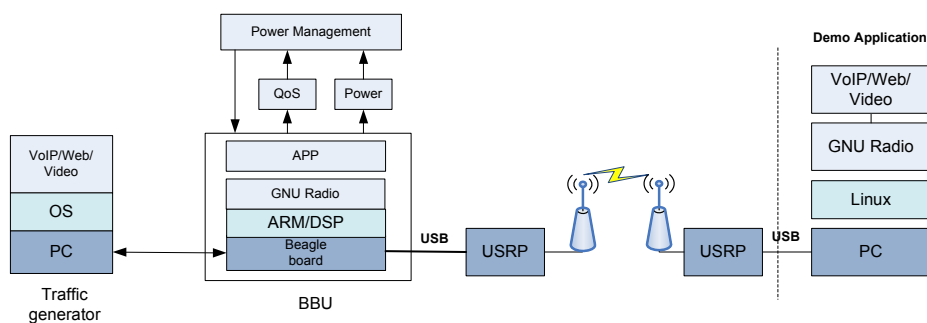 Power Management
QoS
Power
VoIP/Web/
Video
OS
PC
Traffic
generator
APP
GNU Radio
ARM/DSP
Beagle
board
BBU
USB
USRP
USRP
USB
Demo Application
VoIP/Web/
Video
GNU Radio
Linux
PC